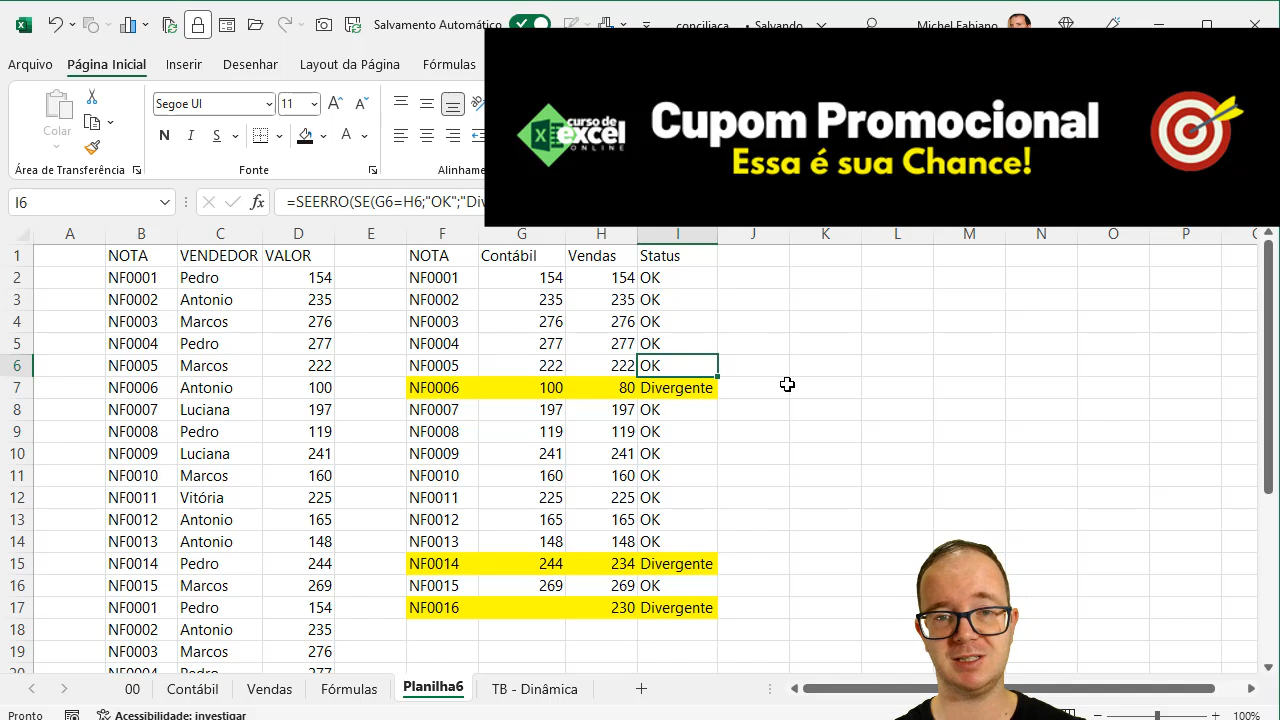 Salvamento Automático
conciliaça... Salvando
Michel Fabiano
Arquivo Página Inicial Inserir Desenhar Layout da Página Fórmulas
Colar
Segoe UI 11
N I S
Área de Transferência Fonte Alinham
curso de
excel
ONLINE
Cupom Promocional
Essa é sua Chance!
I6 fx =SEERRO(SE(G6=H6;"OK";"Div
A B C D E F G H I J K L M N O P
1 NOTA VENDEDOR VALOR NOTA Contábil Vendas Status
2 NF0001 Pedro 154 NF0001 154 154 OK
3 NF0002 Antonio 235 NF0002 235 235 OK
4 NF0003 Marcos 276 NF0003 276 276 OK
5 NF0004 Pedro 277 NF0004 277 277 OK
6 NF0005 Marcos 222 NF0005 222 222 OK
7 NF0006 Antonio 100 NF0006 100 80 Divergente
8 NF0007 Luciana 197 NF0007 197 197 OK
9 NF0008 Pedro 119 NF0008 119 119 OK
10 NF0009 Luciana 241 NF0009 241 241 OK
11 NF0010 Marcos 160 NF0010 160 160 OK
12 NF0011 Vitória 225 NF0011 225 225 OK
13 NF0012 Antonio 165 NF0012 165 165 OK
14 NF0013 Antonio 148 NF0013 148 148 OK
15 NF0014 Pedro 244 NF0014 244 234 Divergente
16 NF0015 Marcos 269 NF0015 269 269 OK
17 NF0001 Pedro 154 NF0016 230 Divergente
18 NF0002 Antonio 235
19 NF0003 Marcos 276
20 NF0004 Pedro 277
00 Contábil Vendas Fórmulas Planilha6 TB - Dinâmica
Pronto Acessibilidade: investigar 100%